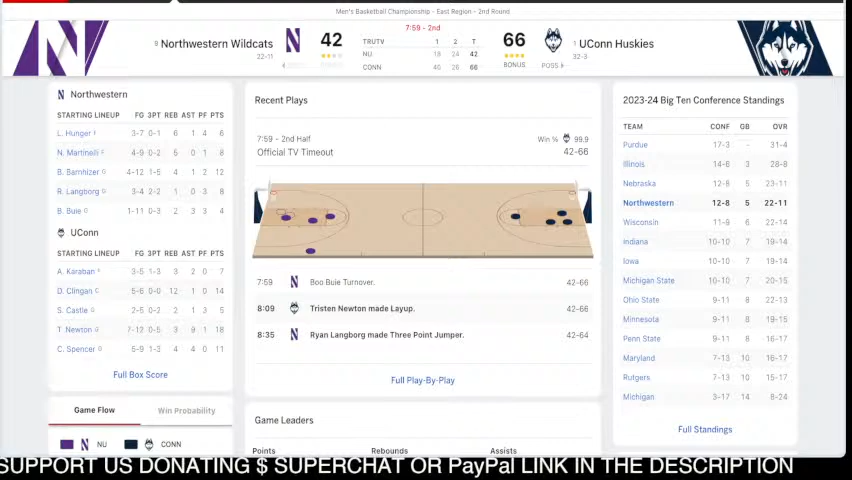 Men's Basketball Championship - East Region - 2nd Round
9 Northwestern Wildcats
22-11
42
7:59 - 2nd
TRUTV 1 2 T
NU 18 24 42
CONN 40 26 66
66
BONUS
POSS
1 UConn Huskies
32-3
Northwestern
STARTING LINEUP FG 3PT REB AST PF PTS
L. Hunger F 3-7 0-1 6 1 4 6
N. Martinelli F 4-9 0-2 5 0 1 8
B. Barnhizer G 4-12 1-5 4 1 2 12
R. Langborg G 3-4 2-2 1 0 3 8
B. Buie G 1-11 0-3 2 3 3 4
UConn
STARTING LINEUP FG 3PT REB AST PF PTS
A. Karaban F 3-5 1-3 3 2 0 7
D. Clingan C 5-6 0-0 12 1 0 14
S. Castle G 2-5 0-2 2 1 3 5
T. Newton G 7-12 0-5 3 9 1 18
C. Spencer G 5-9 1-3 4 4 0 11
Full Box Score
Game Flow Win Probability
NU CONN
Recent Plays
7:59 - 2nd Half Win % 99.9
Official TV Timeout 42-66
7:59 Boo Buie Turnover. 42-66
8:09 Tristen Newton made Layup. 42-66
8:35 Ryan Langborg made Three Point Jumper. 42-64
Full Play-By-Play
Game Leaders
Points Rebounds Assists
2023-24 Big Ten Conference Standings
TEAM CONF GB OVR
Purdue 17-3 - 31-4
Illinois 14-6 3 28-8
Nebraska 12-8 5 23-11
Northwestern 12-8 5 22-11
Wisconsin 11-9 6 22-14
Indiana 10-10 7 19-14
Iowa 10-10 7 19-14
Michigan State 10-10 7 20-15
Ohio State 9-11 8 22-13
Minnesota 9-11 8 19-15
Penn State 9-11 8 16-17
Maryland 7-13 10 16-17
Rutgers 7-13 10 15-17
Michigan 3-17 14 8-24
Full Standings
SUPPORT US DONATING $ SUPERCHAT OR PayPal LINK IN THE DESCRIPTION